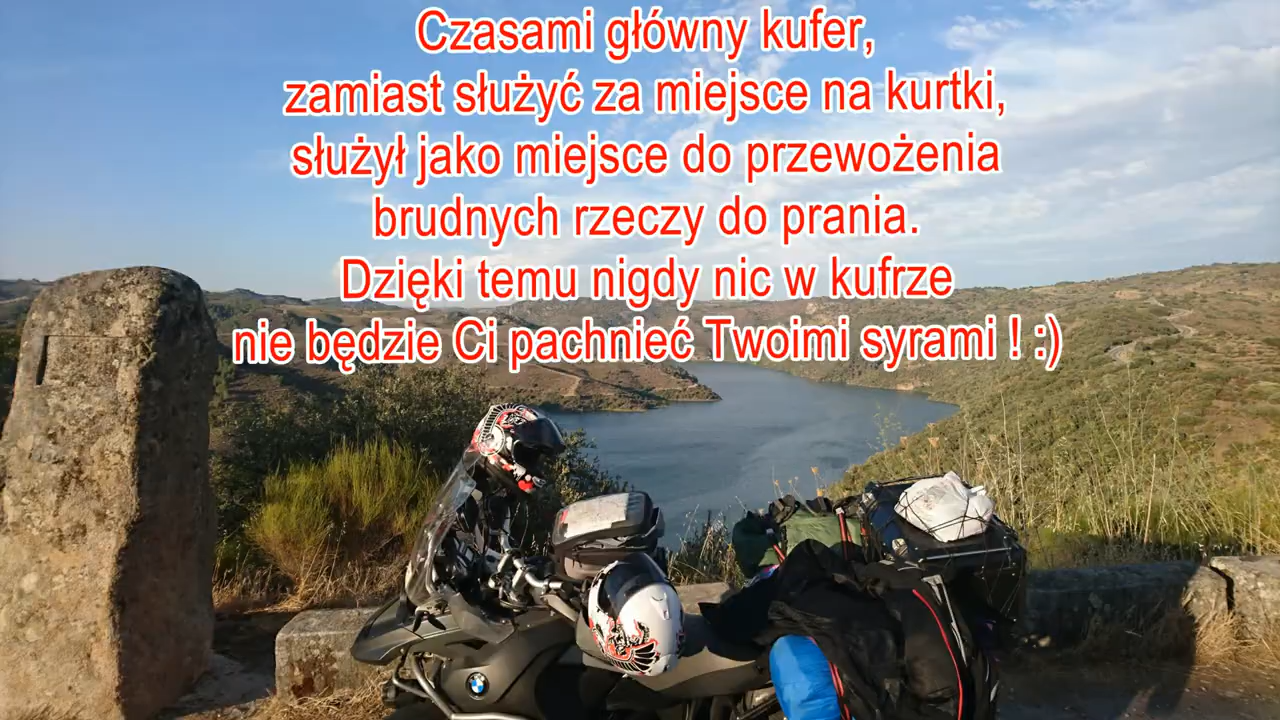 Czasami główny kufer,
zamiast służyć za miejsce na kurtki,
służył jako miejsce do przewożenia
brudnych rzeczy do prania.
Dzięki temu nigdy nic w kufrze
nie będzie Ci pachnieć Twoimi syrami ! :)